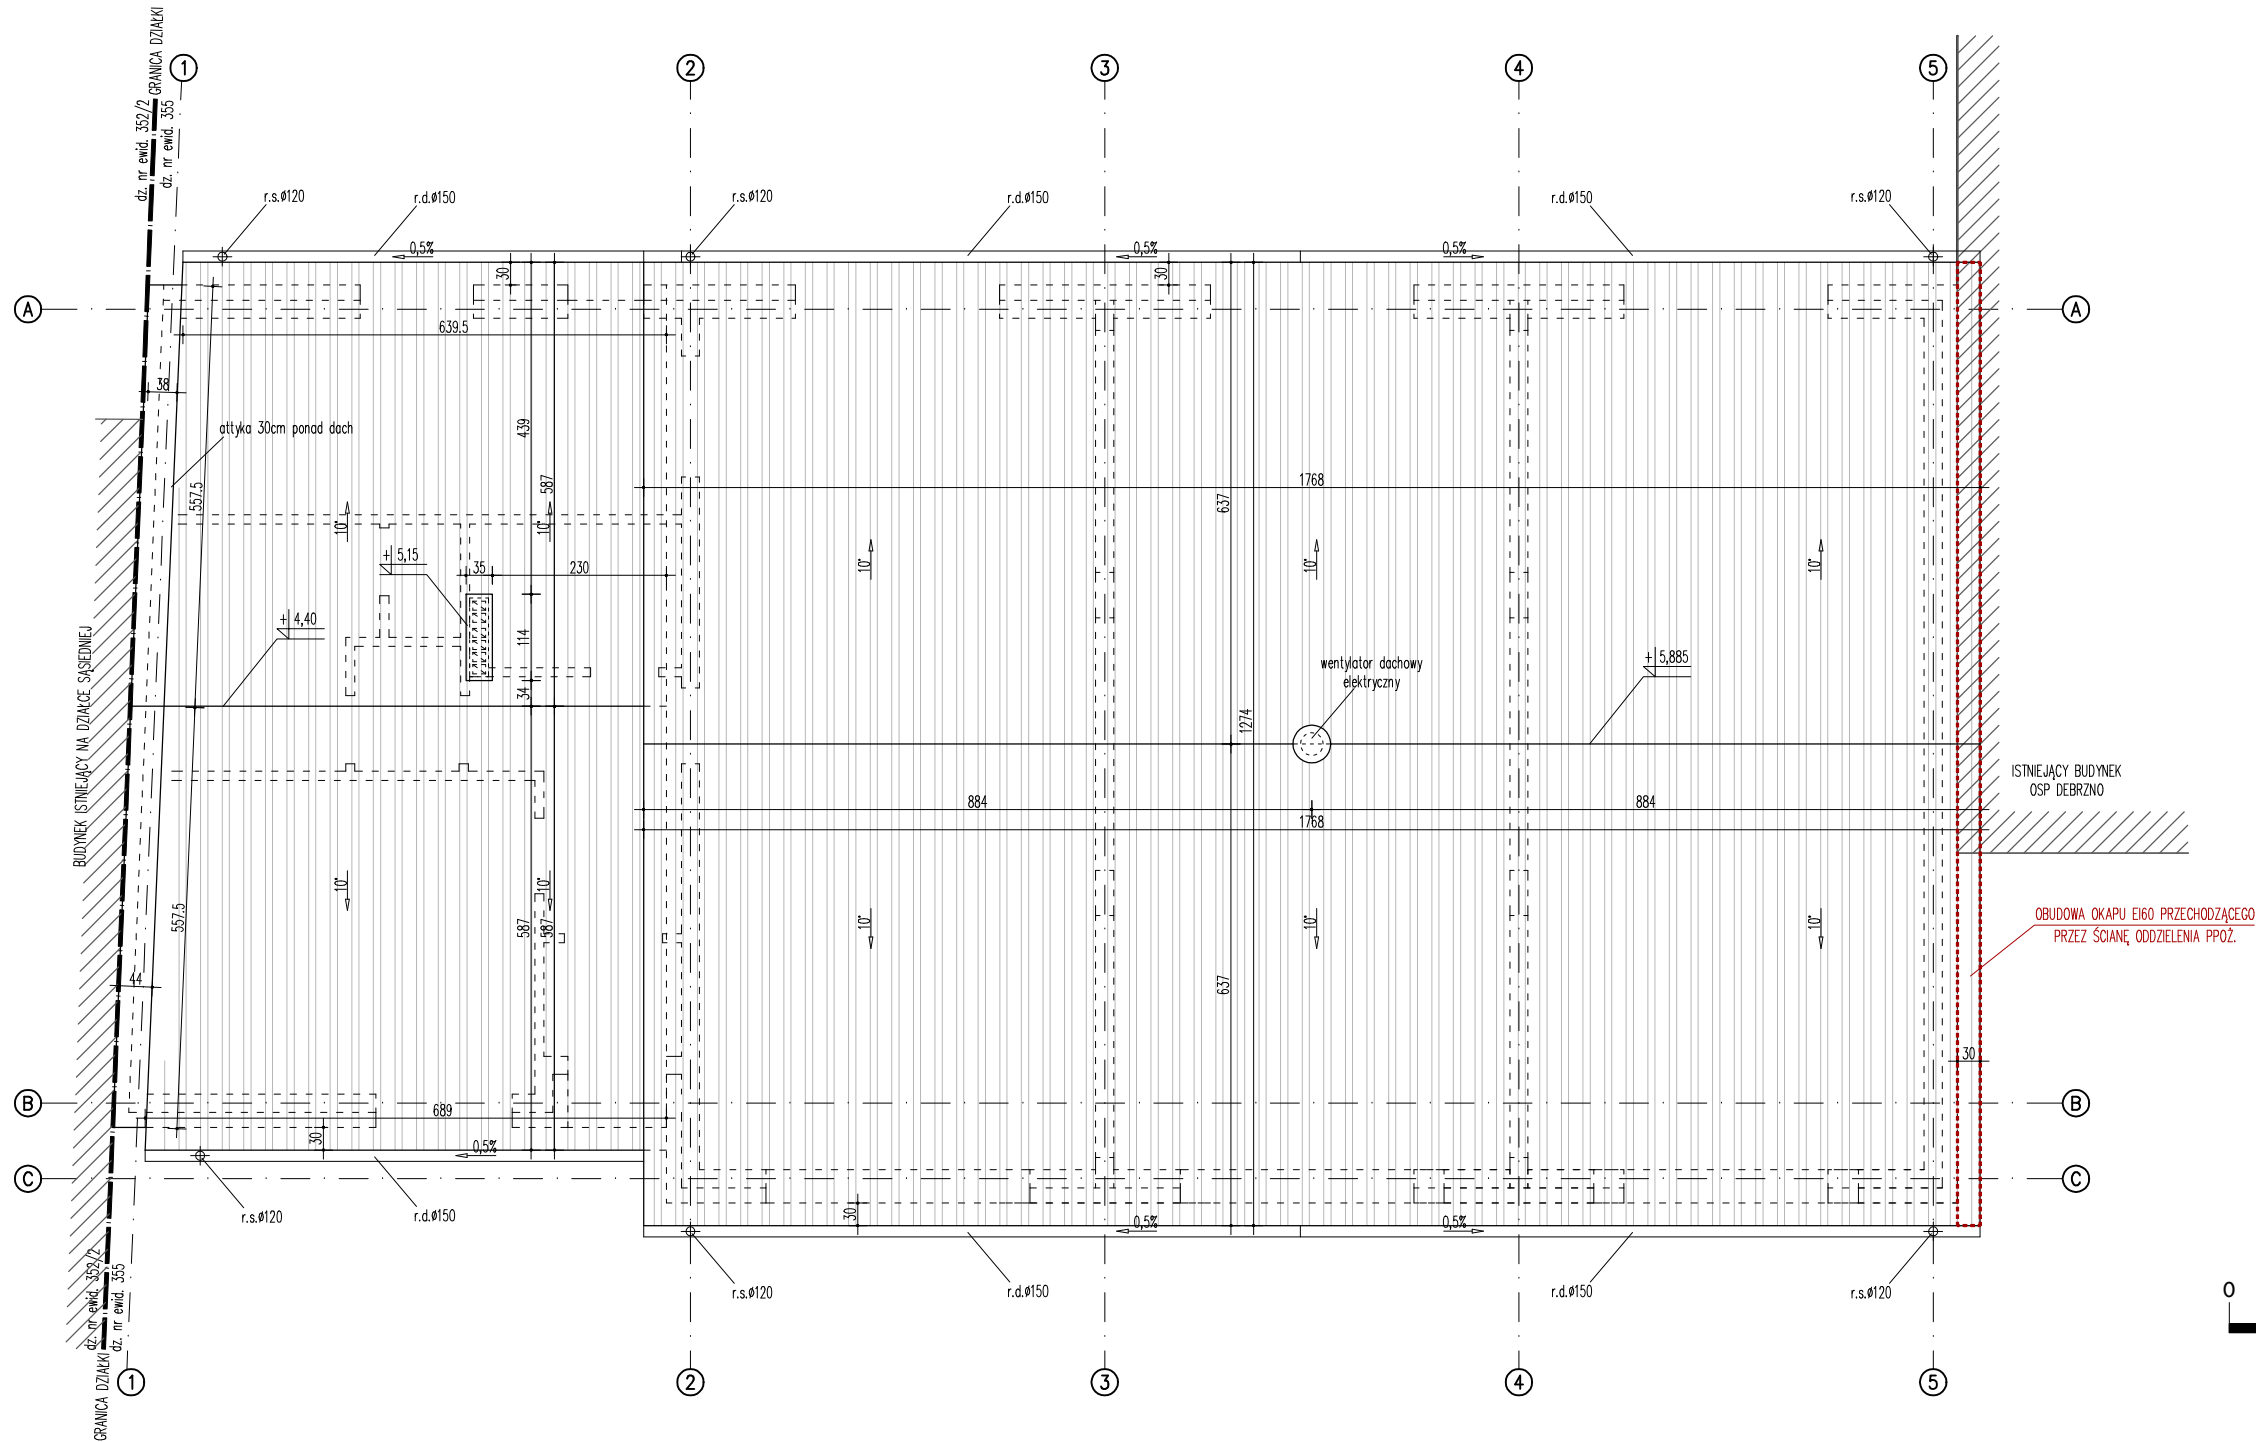 GRANICA DZIAŁKI
dz. nr ewid. 352/2
dz. nr ewid. 355
1
2
3
4
5
r.s.ø120
r.d.ø150
r.s.ø120
r.d.ø150
r.d.ø150
r.s.ø120
0,5%
0,5%
0,5%
30
30
A
A
639.5
38
attyka 30cm ponad dach
439
587
557.5
1768
637
10°
10°
10°
10°
10°
+ 5,15
35
230
+ 4,40
114
34
BUDYNEK ISTNIEJĄCY NA DZIAŁCE SĄSIEDNIEJ
wentylator dachowy
elektryczny
+ 5,885
1274
ISTNIEJĄCY BUDYNEK
OSP DEBRZNO
884
884
1768
10°
10°
10°
10°
10°
557.5
587
587
637
OBUDOWA OKAPU EI60 PRZECHODZĄCEGO
PRZEZ ŚCIANĘ ODDZIELENIA PPOŻ.
44
30
B
B
689
30
0,5%
C
C
r.s.ø120
r.d.ø150
30
0,5%
0,5%
r.s.ø120
r.d.ø150
r.d.ø150
r.s.ø120
0
dz. nr ewid. 352/2
dz. nr ewid. 355
GRANICA DZIAŁKI
1
2
3
4
5